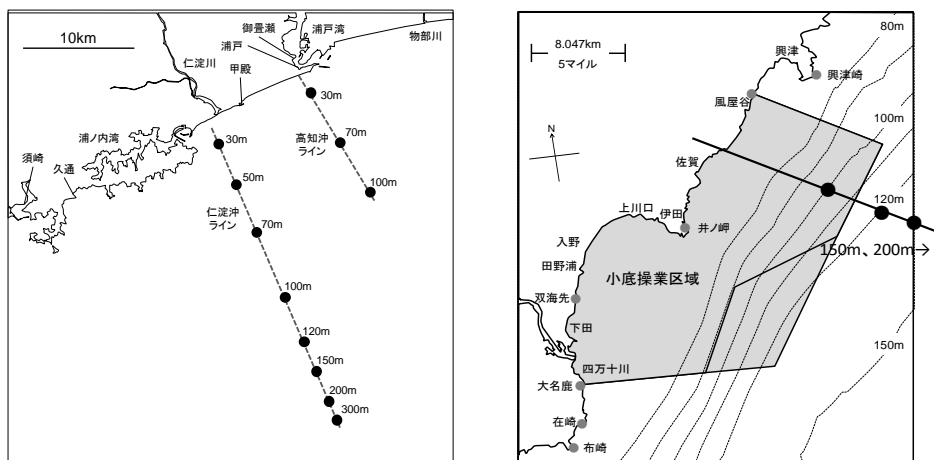 10km
御畳瀬
浦戸湾
浦戸
物部川
仁淀川
甲殿
30m
高知沖
ライン
70m
100m
浦ノ内湾
須崎
久通
30m
50m
仁淀沖
ライン
70m
100m
120m
150m
200m
300m
8.047km
5マイル
N
80m
興津
興津崎
風屋谷
100m
佐賀
120m
上川口
伊田
井ノ岬
150m、200m→
入野
田野浦
小底操業区域
双海先
下田
150m
四万十川
大名鹿
在崎
布崎